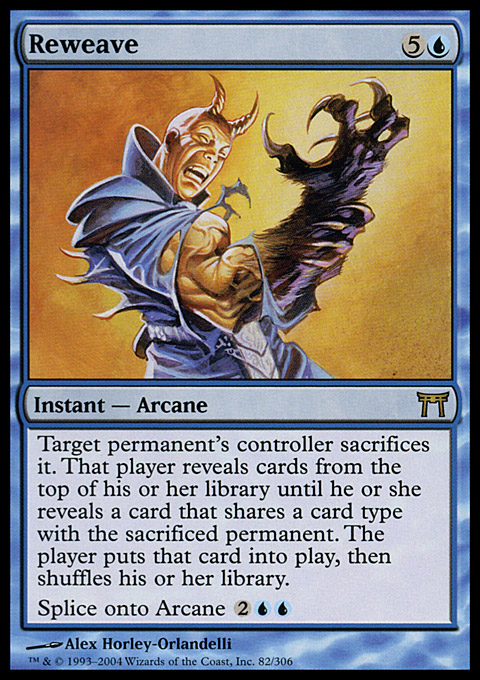 Reweave 5
Instant — Arcane
Target permanent's controller sacrifices
it. That player reveals cards from the
top of his or her library until he or she
reveals a card that shares a card type
with the sacrificed permanent. The
player puts that card into play, then
shuffles his or her library.
Splice onto Arcane 2
Alex Horley-Orlandelli
™ & © 1993–2004 Wizards of the Coast, Inc. 82/306